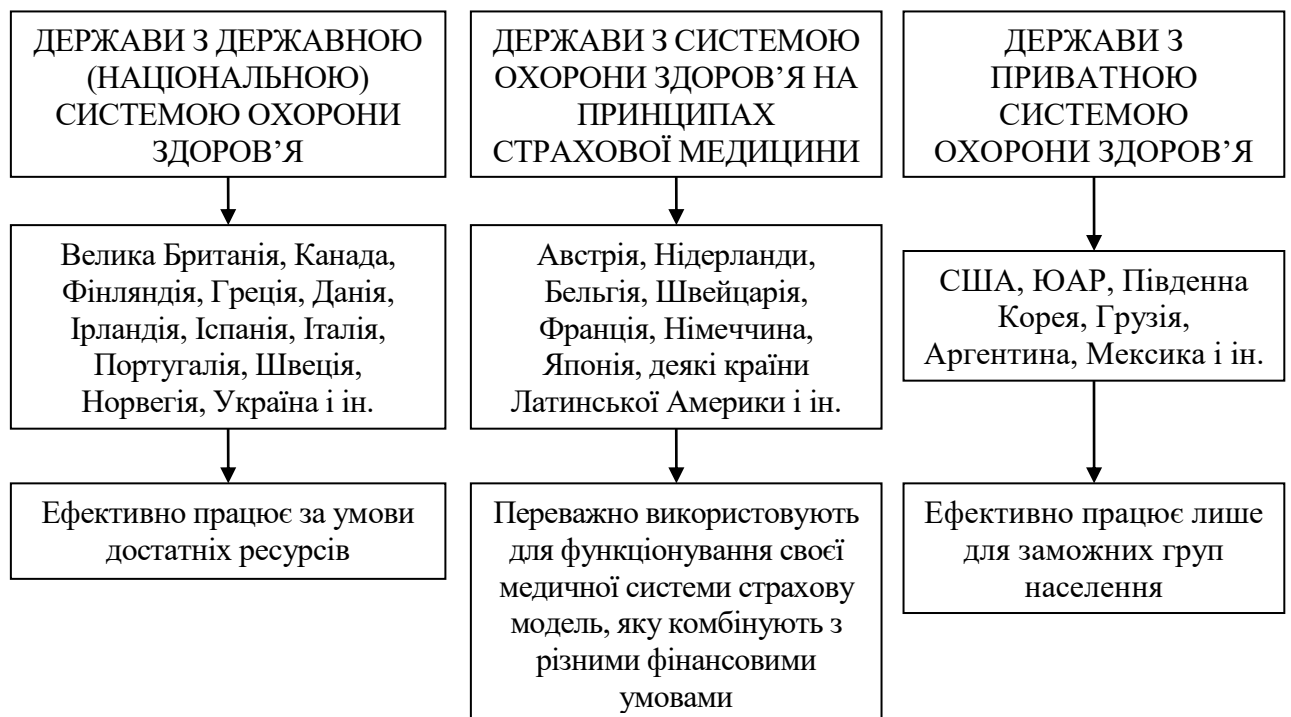 ДЕРЖАВИ З ДЕРЖАВНОЮ
(НАЦІОНАЛЬНОЮ)
СИСТЕМОЮ ОХОРОНИ
ЗДОРОВ’Я
Велика Британія, Канада,
Фінляндія, Греція, Данія,
Ірландія, Іспанія, Італія,
Португалія, Швеція,
Норвегія, Україна і ін.
Ефективно працює за умови
достатніх ресурсів
ДЕРЖАВИ З СИСТЕМОЮ
ОХОРОНИ ЗДОРОВ’Я НА
ПРИНЦИПАХ
СТРАХОВОЇ МЕДИЦИНИ
Австрія, Нідерланди,
Бельгія, Швейцарія,
Франція, Німеччина,
Японія, деякі країни
Латинської Америки і ін.
Переважно використовують
для функціонування своєї
медичної системи страхову
модель, яку комбінують з
різними фінансовими
умовами
ДЕРЖАВИ З
ПРИВАТНОЮ
СИСТЕМОЮ
ОХОРОНИ ЗДОРОВ’Я
США, ЮАР, Південна
Корея, Грузія,
Аргентина, Мексика і ін.
Ефективно працює лише
для заможних груп
населення